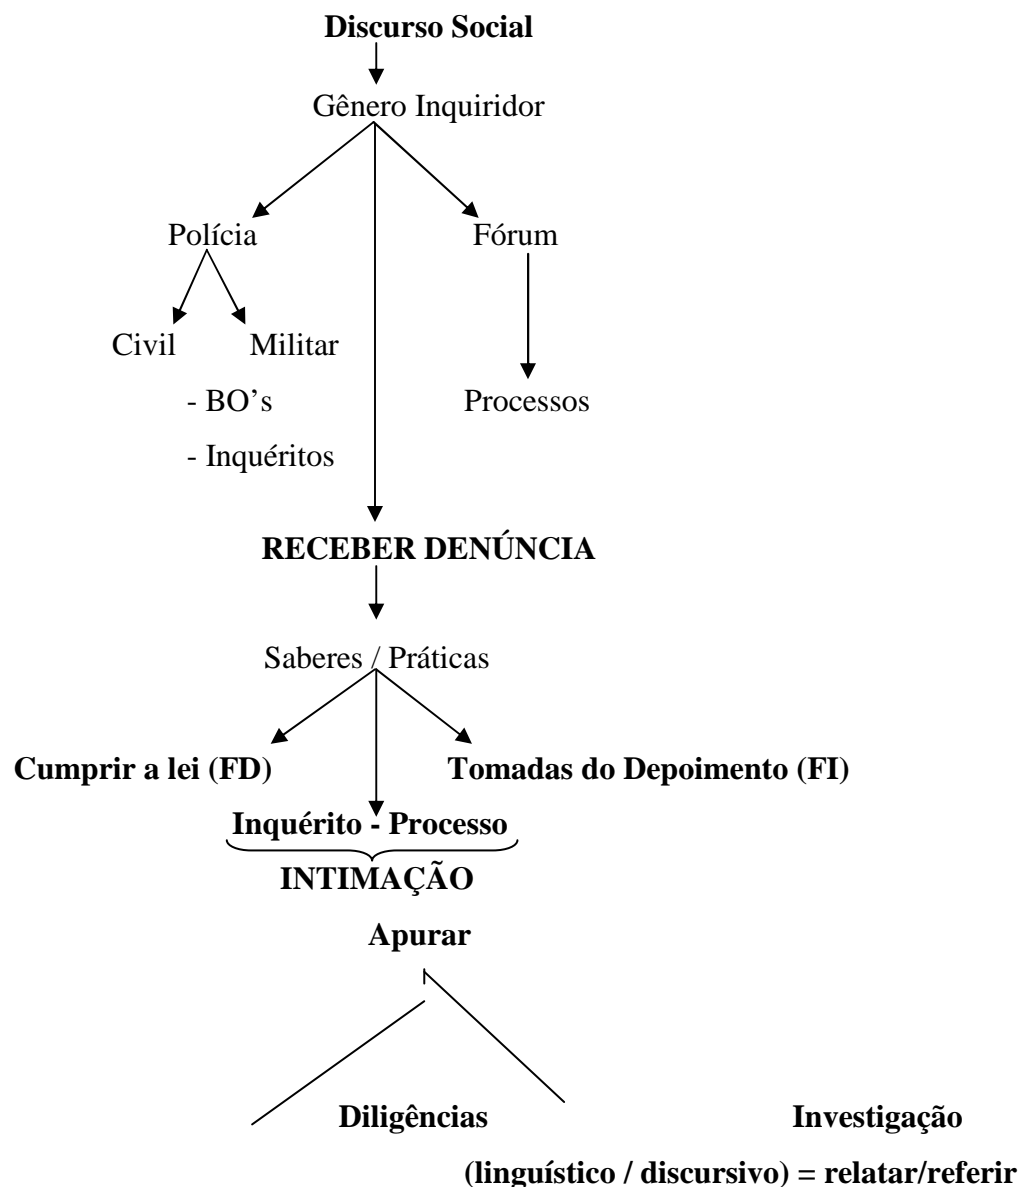 Discurso Social
Gênero Inquiridor
Polícia Fórum
Civil Militar
- BO’s Processos
- Inquéritos
RECEBER DENÚNCIA
Saberes / Práticas
Cumprir a lei (FD) Tomadas do Depoimento (FI)
Inquérito - Processo
INTIMAÇÃO
Apurar
Diligências Investigação
(linguístico / discursivo) = relatar/referir